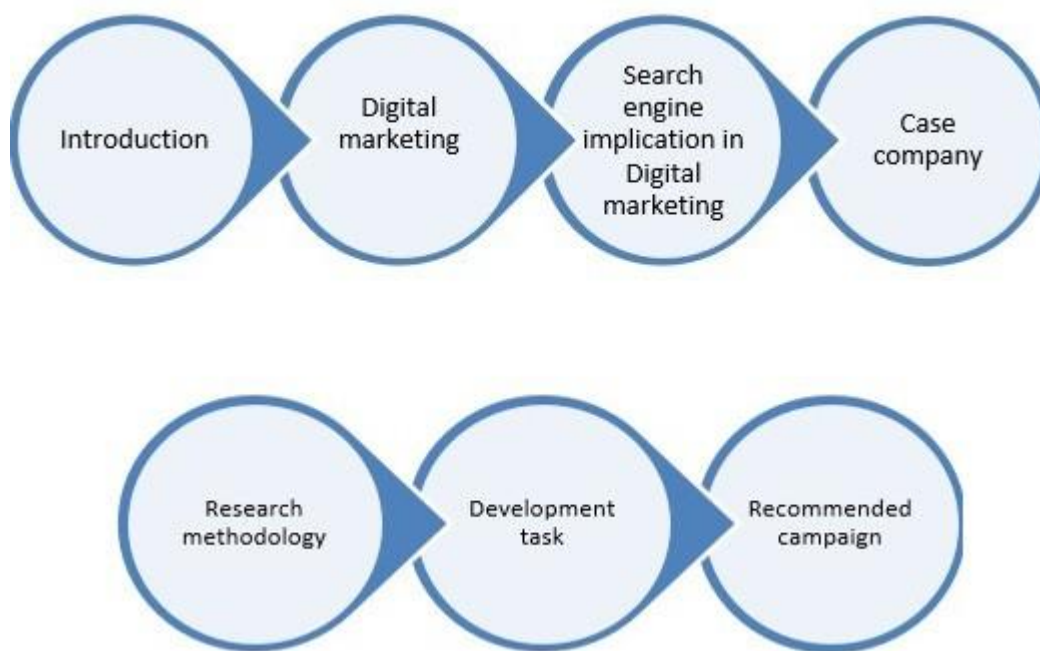 Introduction
Digital
marketing
Search
engine
implication in
Digital
marketing
Case
company
Research
methodology
Development
task
Recommended
campaign